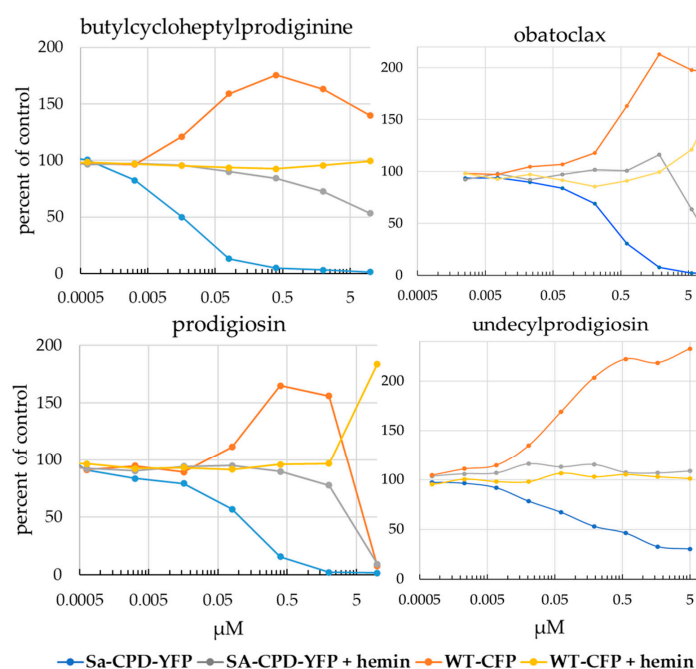 butylcycloheptylprodiginine
percent of control
200
150
100
50
0
0.0005 0.005 0.05 0.5 5
obatoclax
200
150
100
50
0
0.0005 0.005 0.05 0.5 5
prodigiosin
percent of control
200
150
100
50
0
0.0005 0.005 0.05 0.5 5
µM
undecylprodigiosin
200
150
100
50
0
0.0005 0.005 0.05 0.5 5
µM
Sa-CPD-YFP SA-CPD-YFP + hemin WT-CFP WT-CFP + hemin